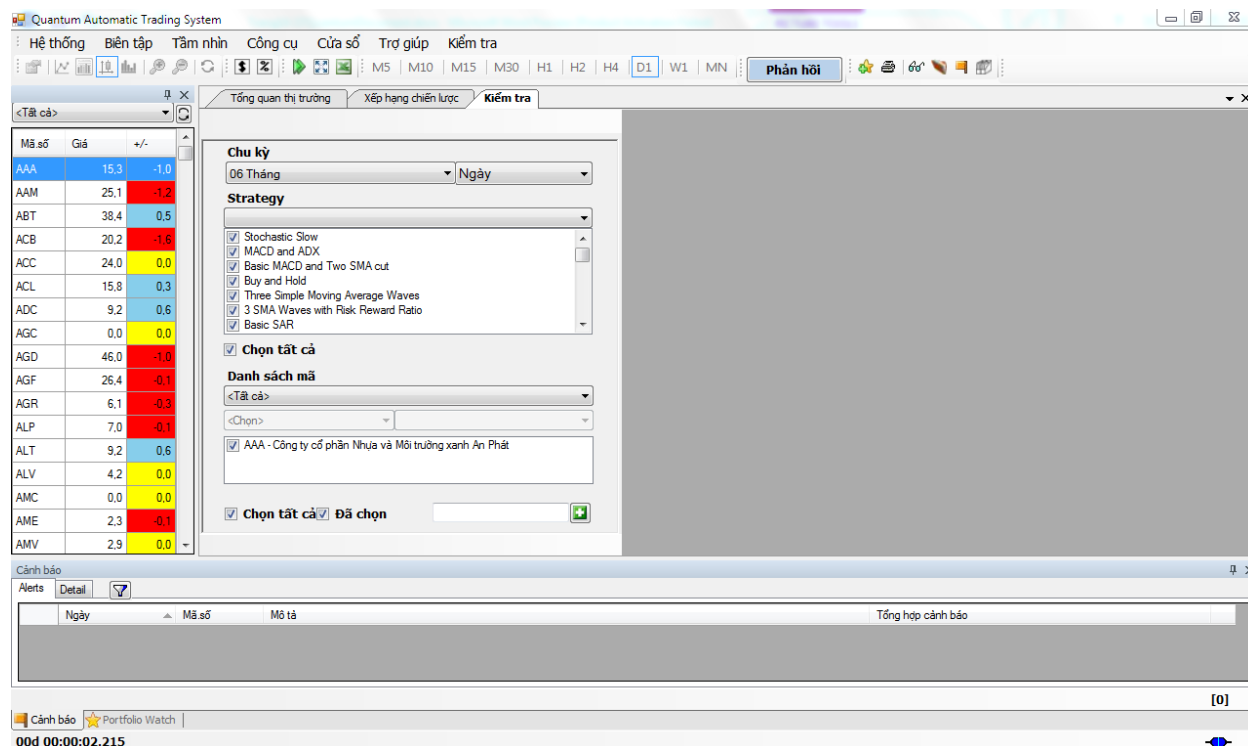 Quantum Automatic Trading System
Hệ thống Biên tập Tầm nhìn Công cụ Cửa sổ Trợ giúp Kiểm tra
M5 M10 M15 M30 H1 H2 H4 D1 W1 MN Phản hồi
<Tất cả>
Tổng quan thị trường Xếp hạng chiến lược Kiểm tra
Mã.số Giá +/-
AAA 15,3 -1,0
AAM 25,1 -1,2
ABT 38,4 0,5
ACB 20,2 -1,6
ACC 24,0 0,0
ACL 15,8 0,3
ADC 9,2 0,6
AGC 0,0 0,0
AGD 46,0 -1,0
AGF 26,4 -0,1
AGR 6,1 -0,3
ALP 7,0 -0,1
ALT 9,2 0,6
ALV 4,2 0,0
AMC 0,0 0,0
AME 2,3 -0,1
AMV 2,9 0,0
Chu kỳ
06 Tháng Ngày
Strategy
Stochastic Slow
MACD and ADX
Basic MACD and Two SMA cut
Buy and Hold
Three Simple Moving Average Waves
3 SMA Waves with Risk Reward Ratio
Basic SAR
Chọn tất cả
Danh sách mã
<Tất cả>
<Chọn>
AAA - Công ty cổ phần Nhựa và Môi trường xanh An Phát
Chọn tất cả Đã chọn
Cảnh báo
Alerts Detail
Ngày Mã.số Mô tả Tổng hợp cảnh báo
[0]
Cảnh báo Portfolio Watch
00d 00:00:02.215